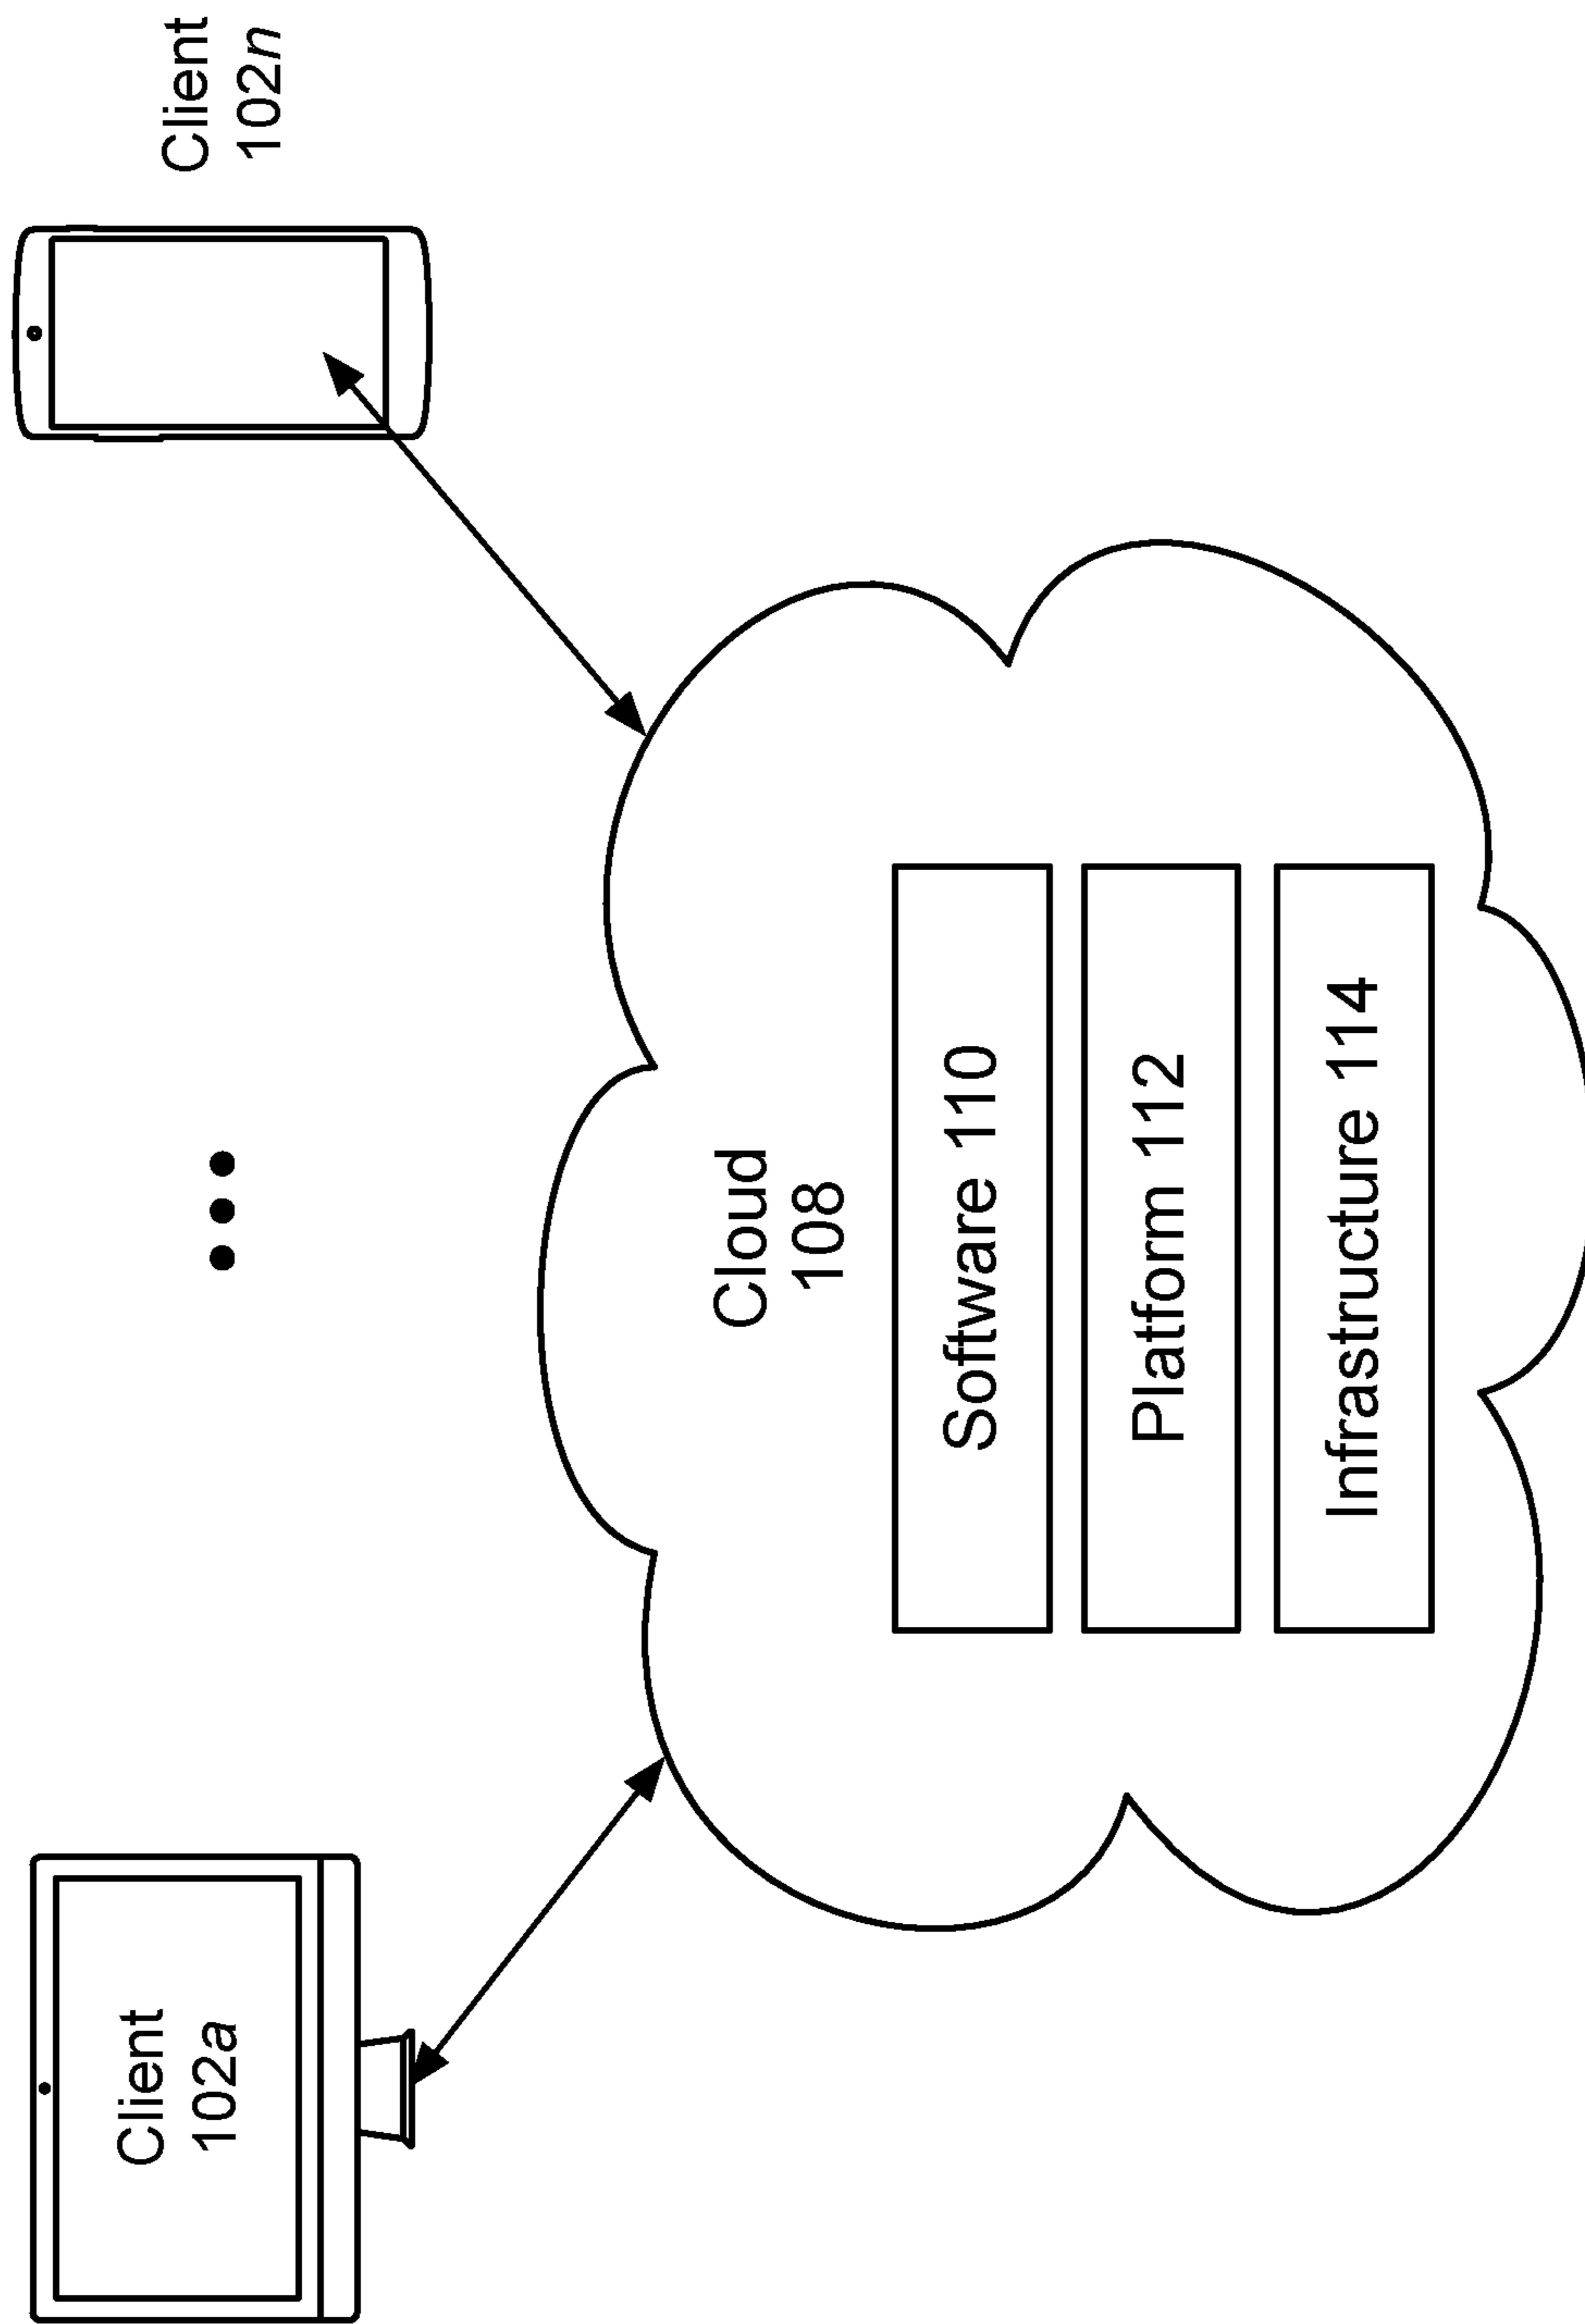 Client
102a
Client
102n
Cloud
108
Software 110
Platform 112
Infrastructure 114